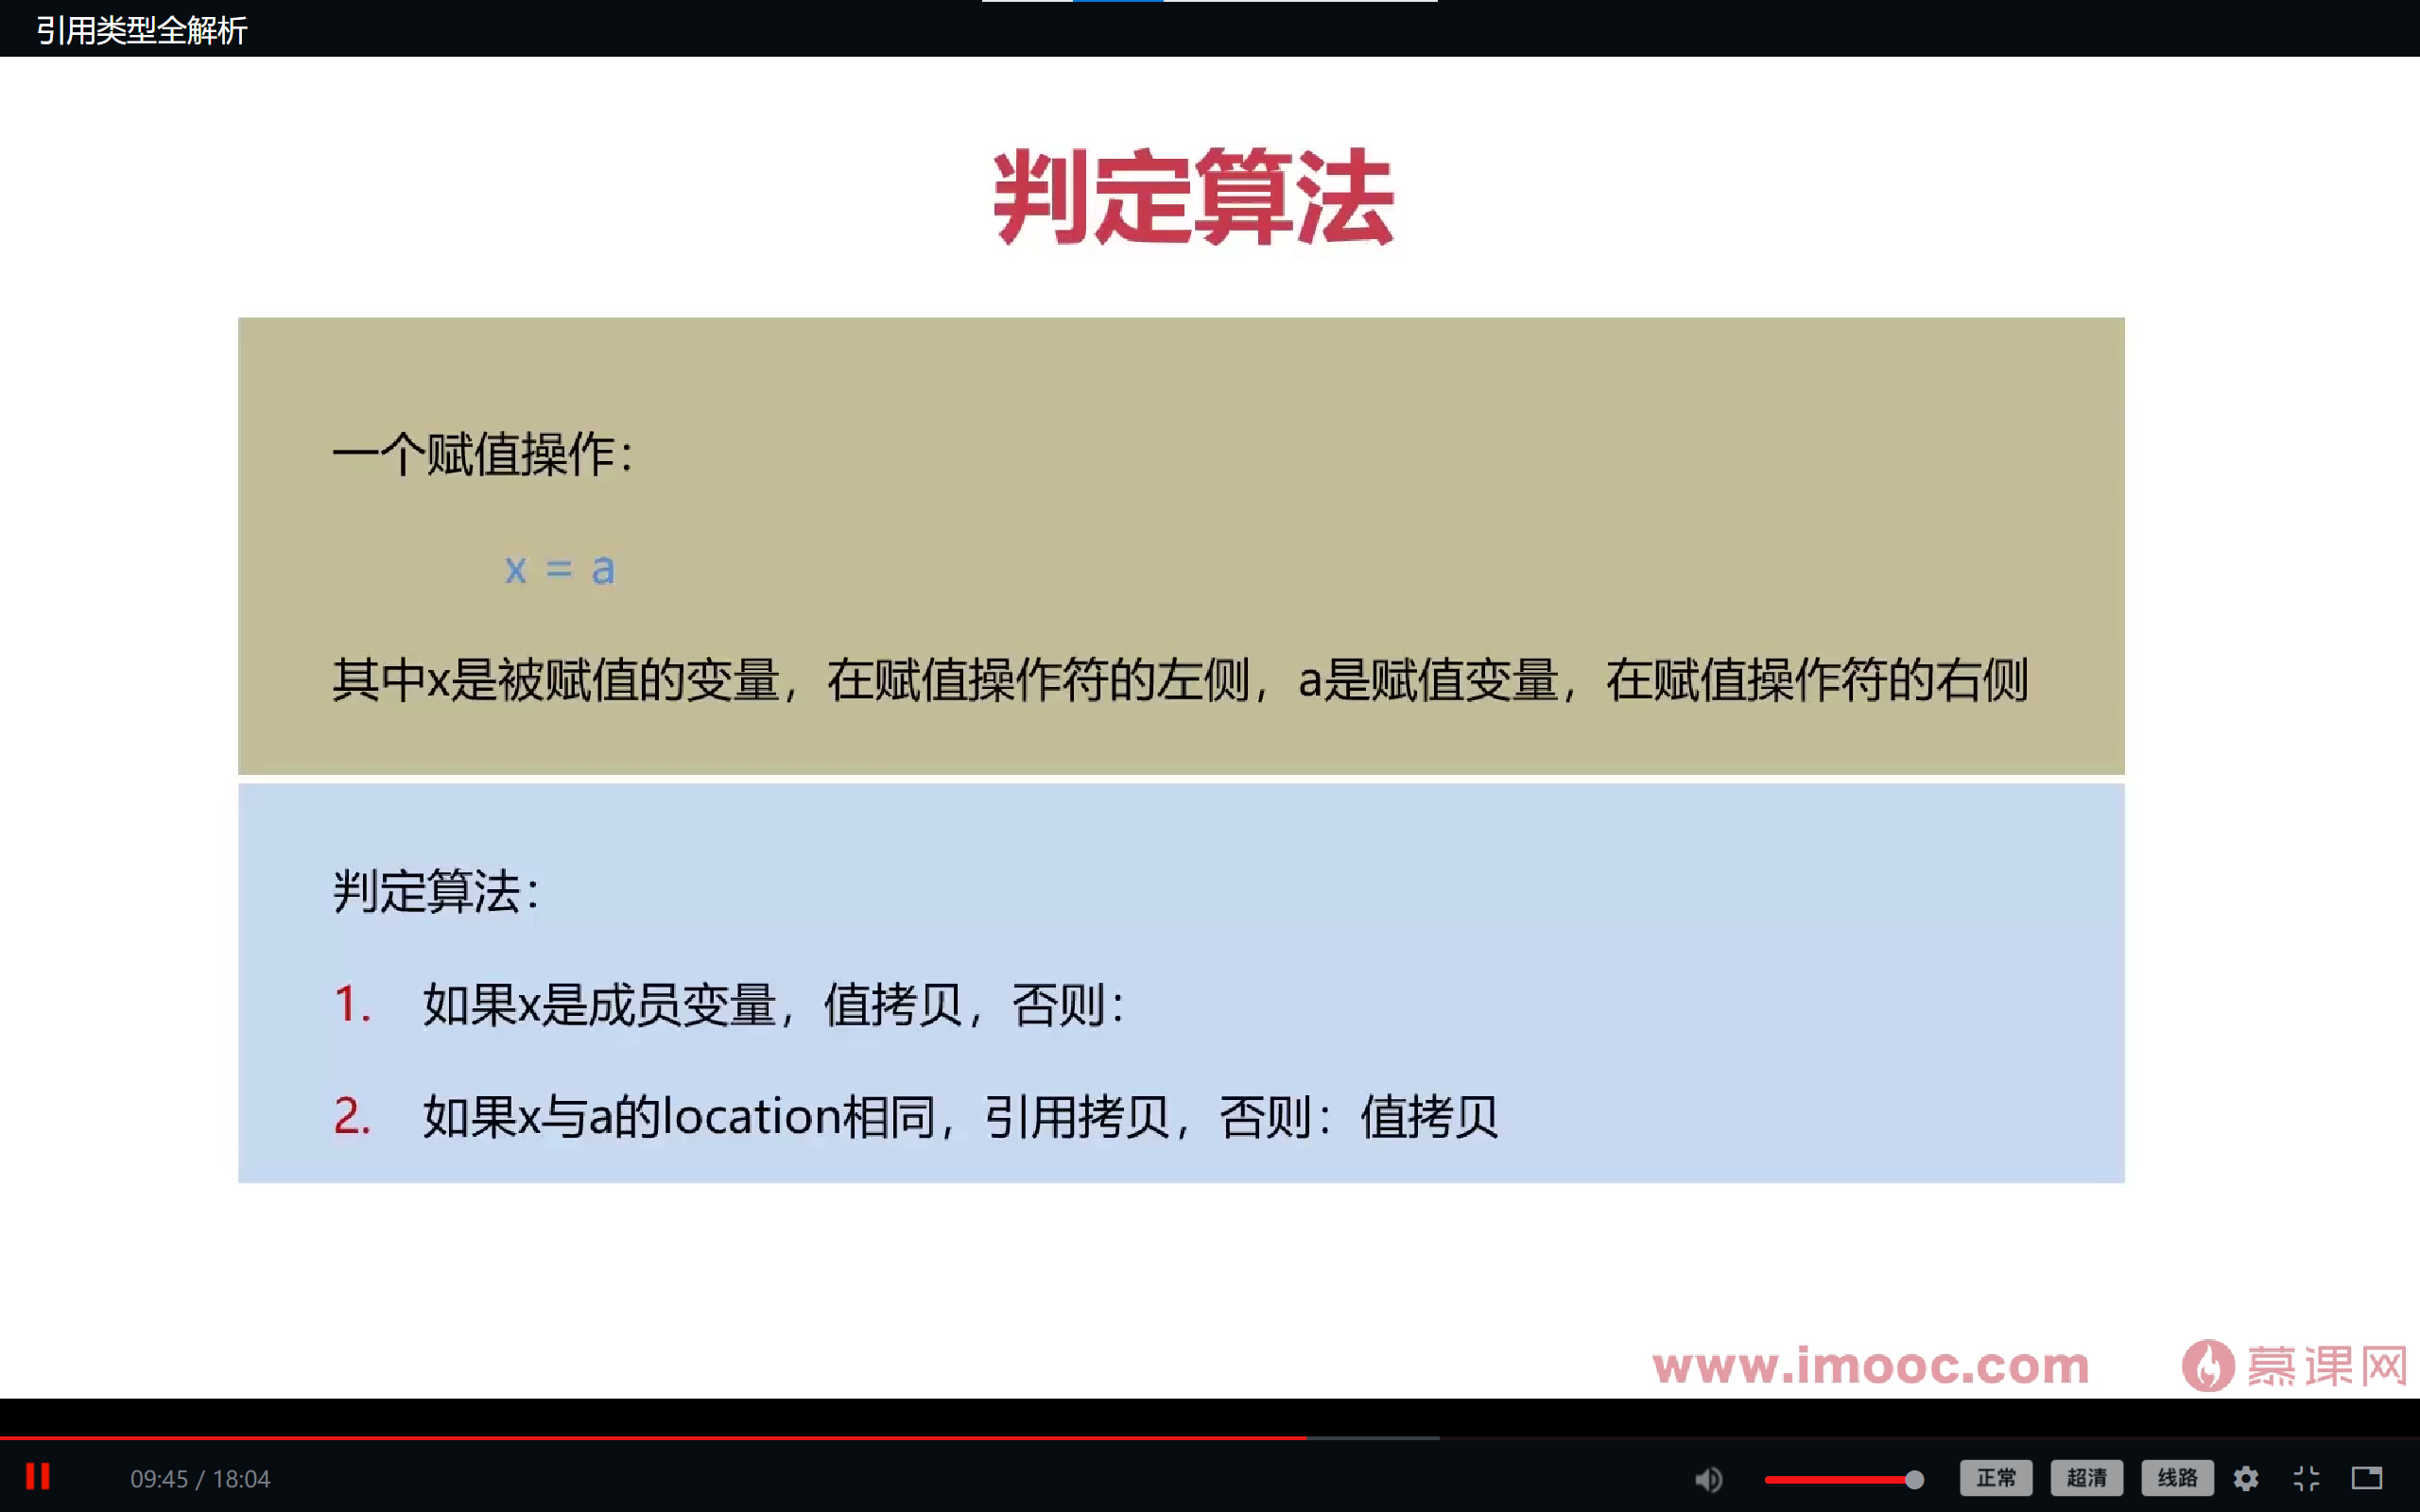 引用类型全解析
判定算法
一个赋值操作：
x = a
其中x是被赋值的变量，在赋值操作符的左侧，a是赋值变量，在赋值操作符的右侧
判定算法：
1. 如果x是成员变量，值拷贝，否则：
2. 如果x与a的location相同，引用拷贝，否则：值拷贝
www.imooc.com 慕课网
09:45 / 18:04 正常 超清 线路